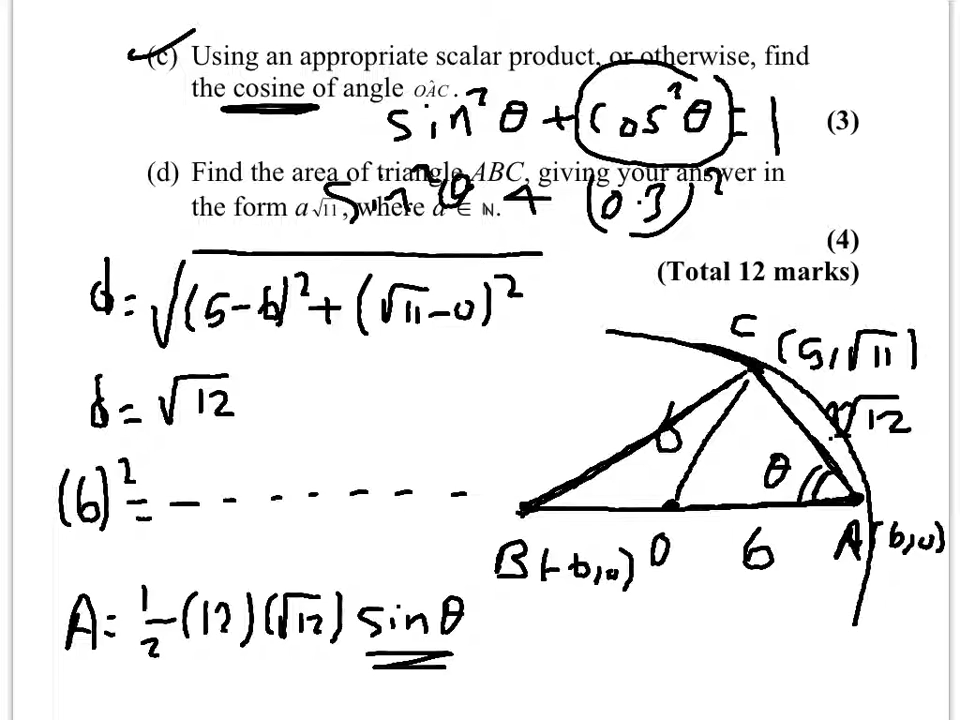 (c) Using an appropriate scalar product, or otherwise, find
the cosine of angle OÂC.
sin²θ + cos²θ = 1
(3)
(d) Find the area of triangle ABC, giving your answer in
sin²θ + (0.3)²
the form a√11, where a ∈ ℕ.
(4)
(Total 12 marks)
d = √(5-6)² + (√11-0)²
C
(5,√11)
d = √12
√12
6
(6)² = - - - - - - -
θ
B(-6,0) O 6 A(6,0)
A = 1/2 (12)(√12) sinθ